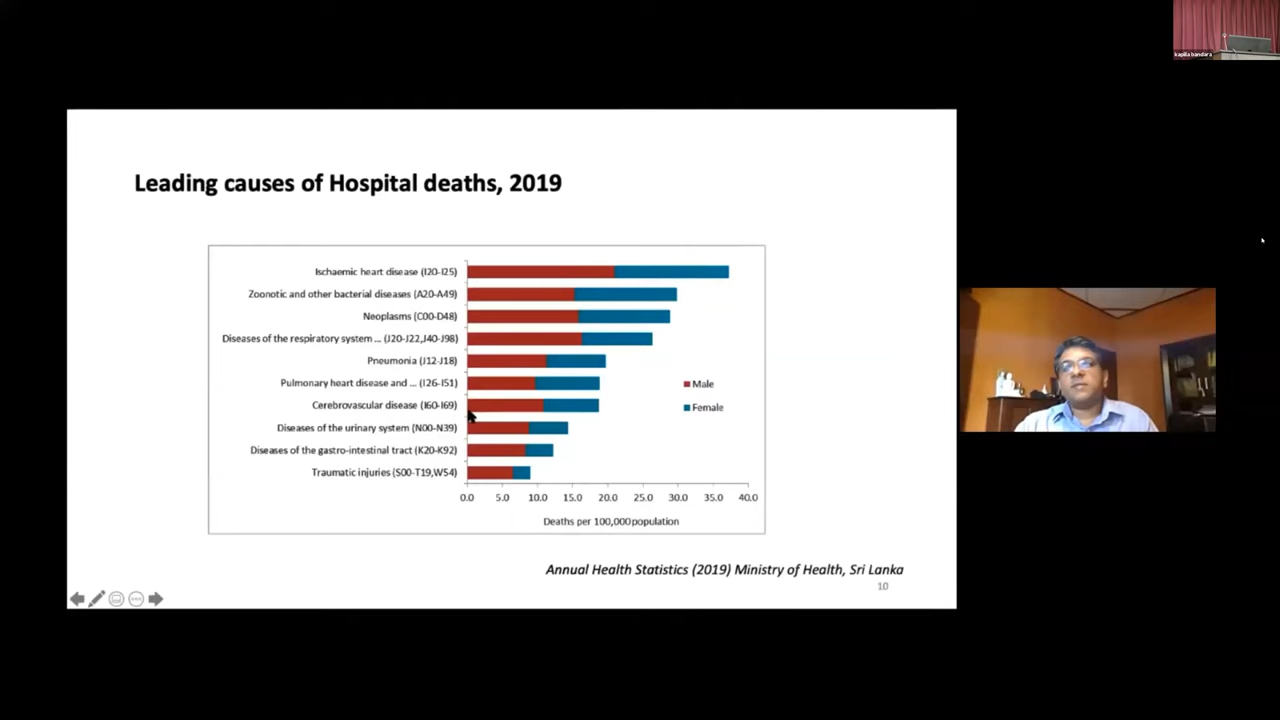 kapila bandara
Leading causes of Hospital deaths, 2019
Ischaemic heart disease (I20-I25)
Zoonotic and other bacterial diseases (A20-A49)
Neoplasms (C00-D48)
Diseases of the respiratory system ... (J20-J22,J40-J98)
Pneumonia (J12-J18)
Pulmonary heart disease and ... (I26-I51)
Cerebrovascular disease (I60-I69)
Diseases of the urinary system (N00-N39)
Diseases of the gastro-intestinal tract (K20-K92)
Traumatic injuries (S00-T19,W54)
Male
Female
0.0 5.0 10.0 15.0 20.0 25.0 30.0 35.0 40.0
Deaths per 100,000 population
Annual Health Statistics (2019) Ministry of Health, Sri Lanka
10